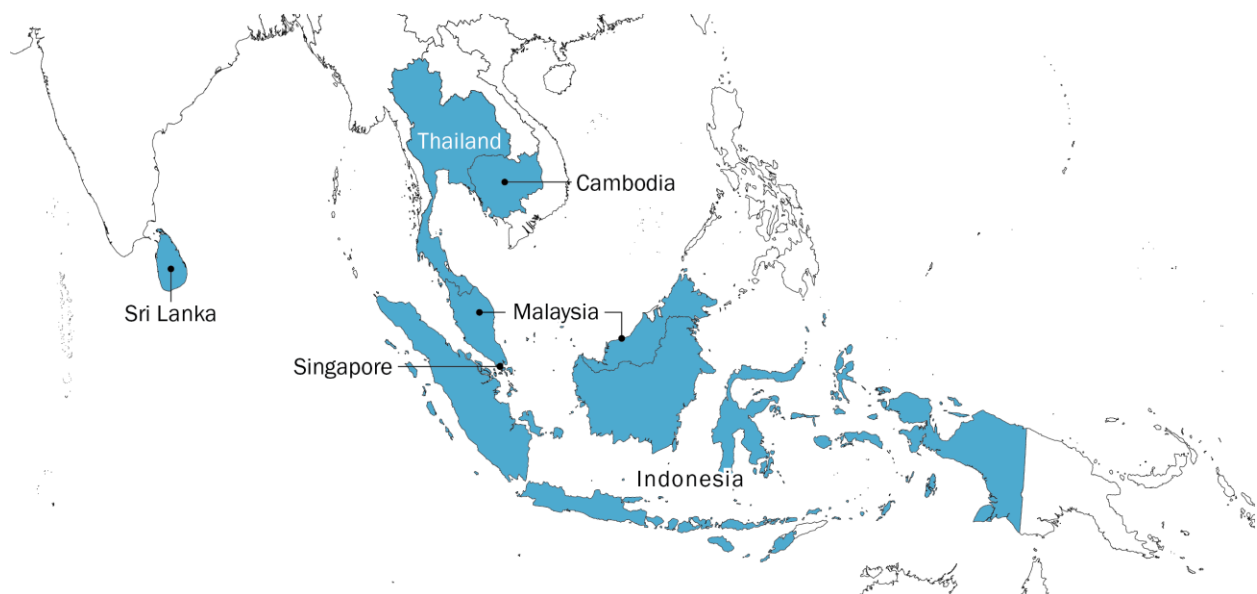 Thailand
Cambodia
Sri Lanka
Malaysia
Singapore
Indonesia